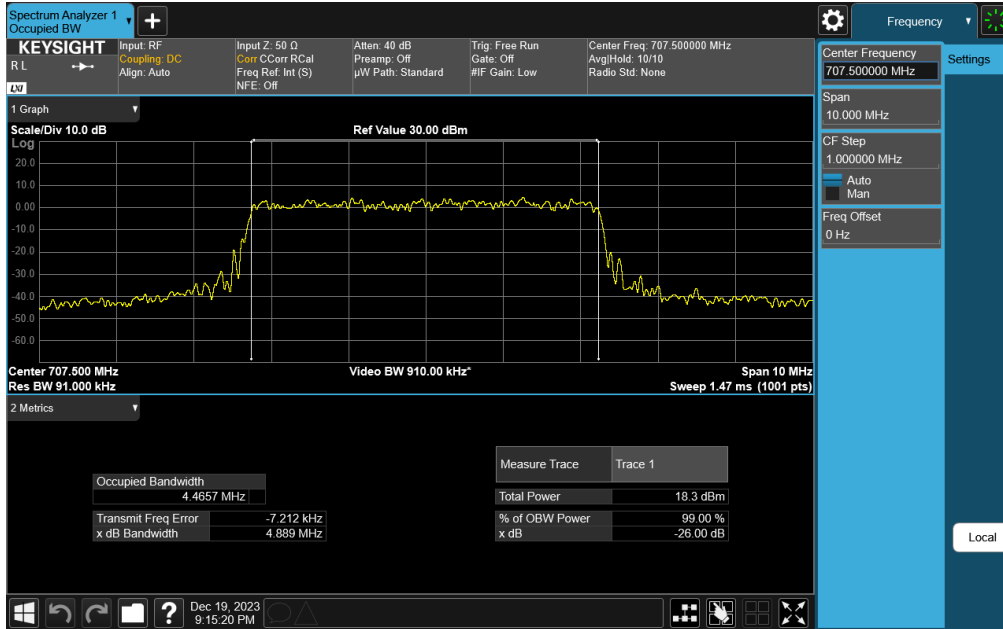 Spectrum Analyzer 1
Occupied BW
+
Frequency
KEYSIGHT
R L
LXI
Input: RF
Coupling: DC
Align: Auto
Input Z: 50 Ω
Corr CCorr RCal
Freq Ref: Int (S)
NFE: Off
Atten: 40 dB
Preamp: Off
µW Path: Standard
Trig: Free Run
Gate: Off
#IF Gain: Low
Center Freq: 707.500000 MHz
Avg|Hold: 10/10
Radio Std: None
Center Frequency
707.500000 MHz
Settings
Span
10.000 MHz
CF Step
1.000000 MHz
Auto
Man
Freq Offset
0 Hz
Local
1 Graph
Scale/Div 10.0 dB
Ref Value 30.00 dBm
Log
20.0
10.0
0.00
-10.0
-20.0
-30.0
-40.0
-50.0
-60.0
Center 707.500 MHz
Video BW 910.00 kHz*
Span 10 MHz
Res BW 91.000 kHz
Sweep 1.47 ms (1001 pts)
2 Metrics
Occupied Bandwidth
4.4657 MHz
Transmit Freq Error -7.212 kHz
x dB Bandwidth 4.889 MHz
Measure Trace Trace 1
Total Power 18.3 dBm
% of OBW Power 99.00 %
x dB -26.00 dB
?
Dec 19, 2023
9:15:20 PM